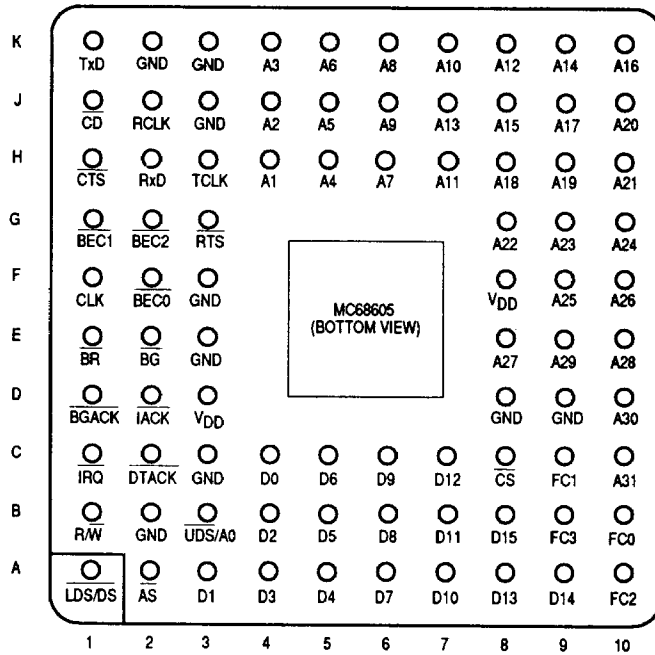 K
TxD GND GND A3 A6 A8 A10 A12 A14 A16
J
CD RCLK GND A2 A5 A9 A13 A15 A17 A20
H
CTS RxD TCLK A1 A4 A7 A11 A18 A19 A21
G
BEC1 BEC2 RTS A22 A23 A24
F
CLK BEC0 GND VDD A25 A26
MC68605
(BOTTOM VIEW)
E
BR BG GND A27 A29 A28
D
BGACK IACK VDD GND GND A30
C
IRQ DTACK GND D0 D6 D9 D12 CS FC1 A31
B
R/W GND UDS/A0 D2 D5 D8 D11 D15 FC3 FC0
A
LDS/DS AS D1 D3 D4 D7 D10 D13 D14 FC2
1 2 3 4 5 6 7 8 9 10